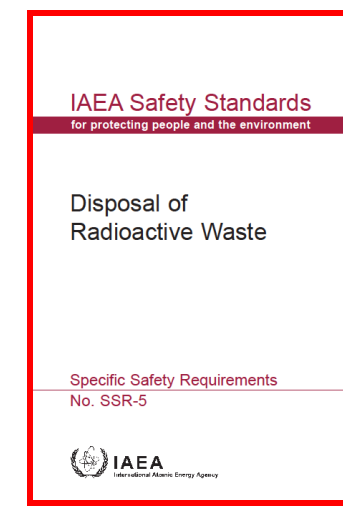 IAEA Safety Standards
for protecting people and the environment
Disposal of
Radioactive Waste
Specific Safety Requirements
No. SSR-5
IAEA
International Atomic Energy Agency